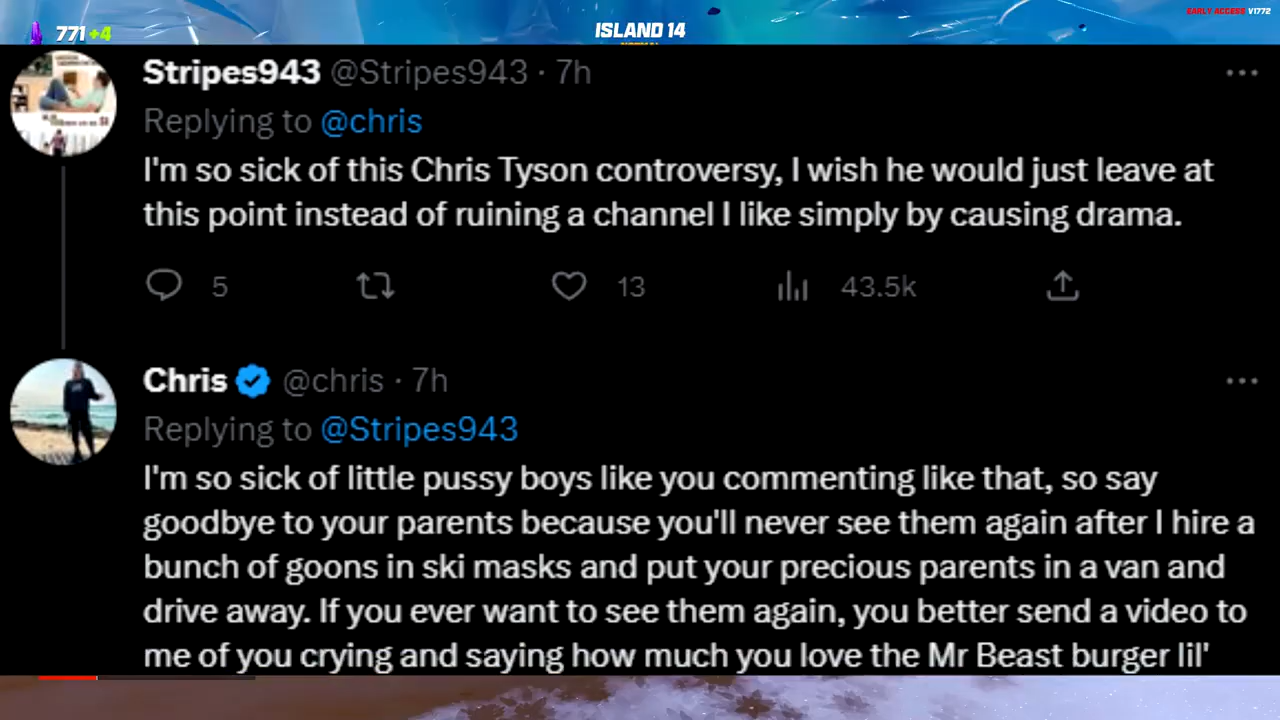 771 +4
ISLAND 14
EARLY ACCESS V1772
Stripes943 @Stripes943 · 7h
Replying to @chris
I'm so sick of this Chris Tyson controversy, I wish he would just leave at
this point instead of ruining a channel I like simply by causing drama.
5 13 43.5k
Chris @chris · 7h
Replying to @Stripes943
I'm so sick of little pussy boys like you commenting like that, so say
goodbye to your parents because you'll never see them again after I hire a
bunch of goons in ski masks and put your precious parents in a van and
drive away. If you ever want to see them again, you better send a video to
me of you crying and saying how much you love the Mr Beast burger lil'